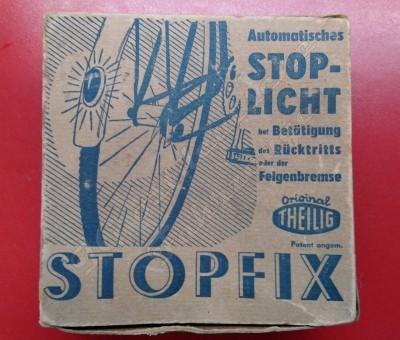 Automatisches
STOP-
LICHT
bei Betätigung
des Rücktritts
oder der
Felgenbremse
Original
THEILIG
Patent angem.
STOPFIX